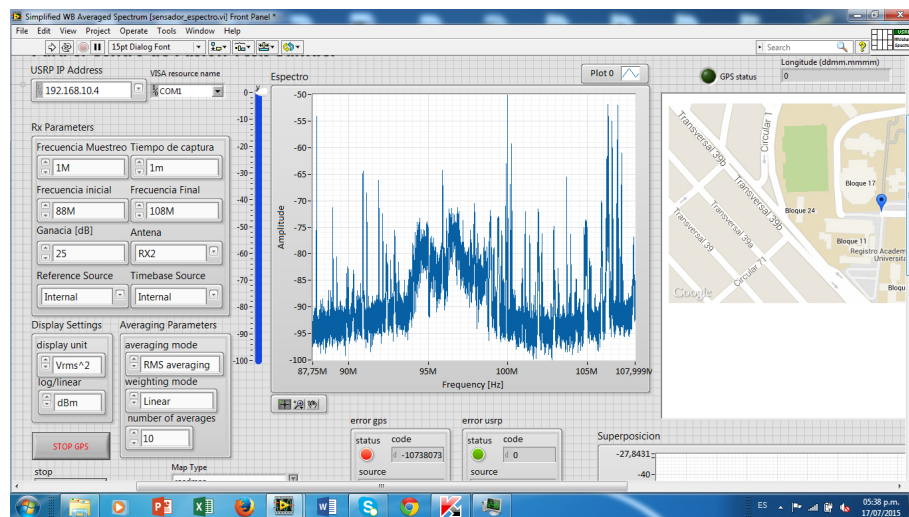 Simplified WB Averaged Spectrum [sensador_espectro.vi] Front Panel *
File Edit View Project Operate Tools Window Help
15pt Dialog Font
Search
USRP IP Address
192.168.10.4
VISA resource name
COM1
Rx Parameters
Frecuencia Muestreo Tiempo de captura
1M 1m
Frecuencia inicial Frecuencia Final
88M 108M
Ganacia [dB] Antena
25 RX2
Reference Source Timebase Source
Internal Internal
Display Settings Averaging Parameters
display unit
Vrms^2
log/linear
dBm
averaging mode
RMS averaging
weighting mode
Linear
number of averages
10
STOP GPS
stop
Map Type
0-
-10-
-20-
-30-
-40-
-50-
-60-
-70-
-80-
-90-
-100-
Espectro
Plot 0
Amplitude
-50-
-55-
-60-
-65-
-70-
-75-
-80-
-85-
-90-
-95-
-100-
87,75M 90M 95M 100M 105M 107,999M
Frequency [Hz]
error gps
status code
-10738073
source
error usrp
status code
0
source
GPS status
Longitud (ddmm.mmmm)
0
Transversal 39b
Circular 1
Transversal 39b
Transversal 39a
Transversal 39
Circular 71
Bloque 17
Bloque 24
Bloque 11
Registro Academ
Universita
Bloqu
Google
Superposicion
-27,8431-
-40-
ES
05:38 p.m.
17/07/2015